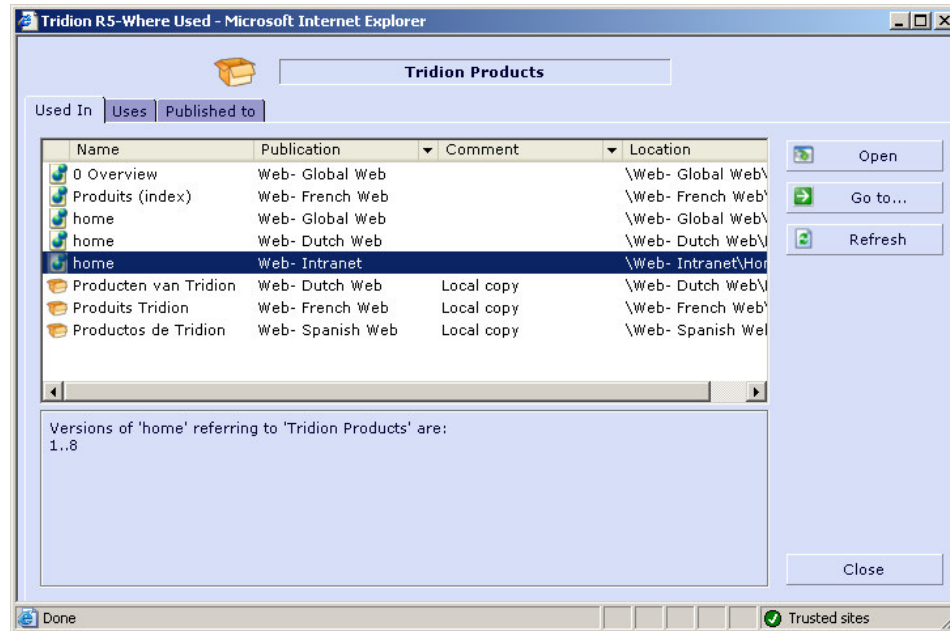 Tridion R5-Where Used - Microsoft Internet Explorer
Tridion Products
Used In Uses Published to
Name Publication Comment Location
0 Overview Web- Global Web \Web- Global Web\
Produits (index) Web- French Web \Web- French Web\
home Web- Global Web \Web- Global Web\
home Web- Dutch Web \Web- Dutch Web\
home Web- Intranet \Web- Intranet\Hor
Producten van Tridion Web- Dutch Web Local copy \Web- Dutch Web\
Produits Tridion Web- French Web Local copy \Web- French Web\
Productos de Tridion Web- Spanish Web Local copy \Web- Spanish Wel
Open
Go to...
Refresh
Versions of 'home' referring to 'Tridion Products' are:
1..8
Close
Done Trusted sites